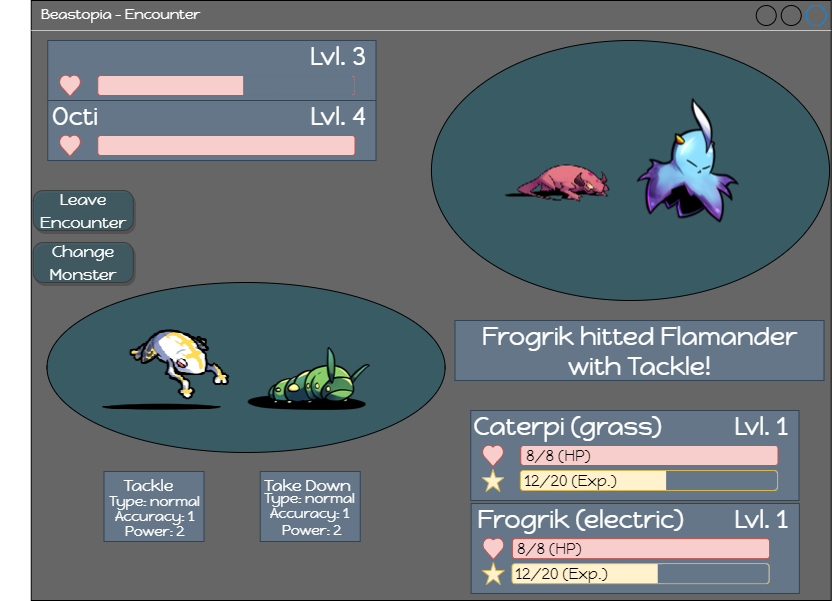 Beastopia - Encounter
Lvl. 3
Octi Lvl. 4
Leave
Encounter
Change
Monster
Frogrik hitted Flamander
with Tackle!
Caterpi (grass) Lvl. 1
8/8 (HP)
12/20 (Exp.)
Frogrik (electric) Lvl. 1
8/8 (HP)
12/20 (Exp.)
Tackle
Type: normal
Accuracy: 1
Power: 2
Take Down
Type: normal
Accuracy: 1
Power: 2